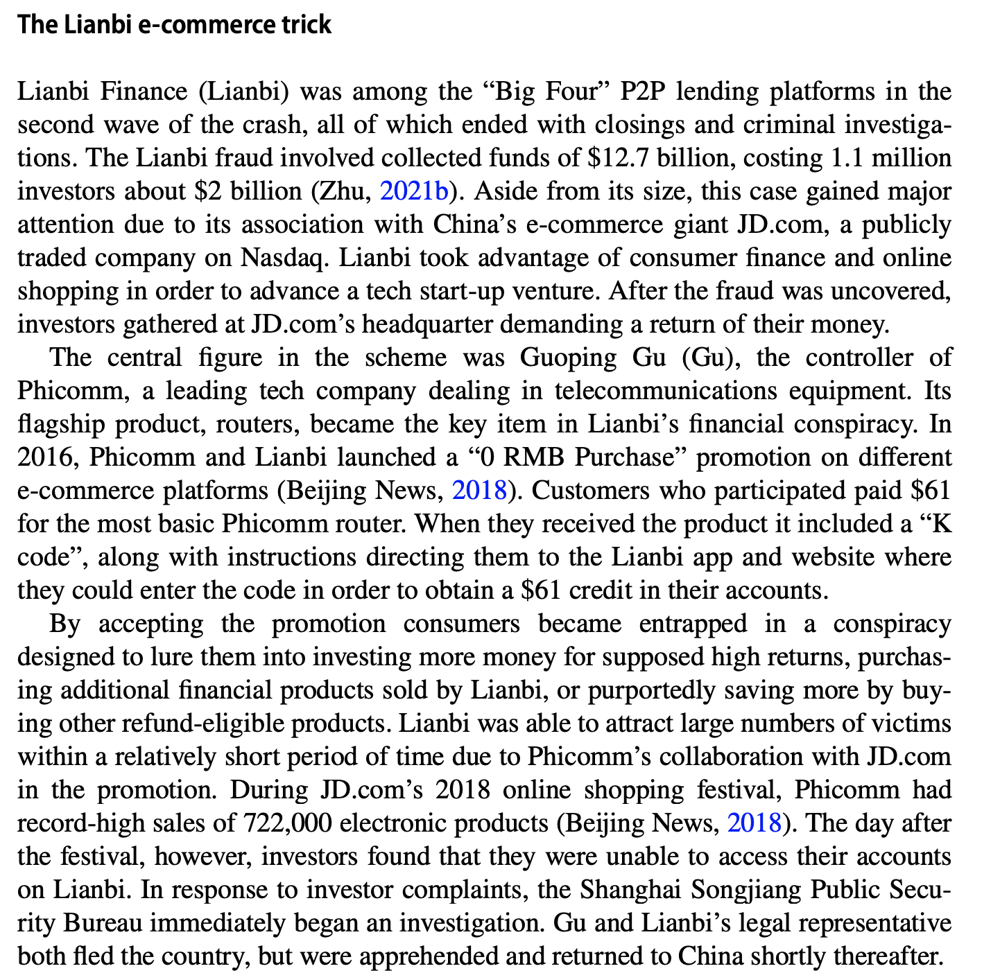 The Lianbi e-commerce trick
Lianbi Finance (Lianbi) was among the “Big Four” P2P lending platforms in the
second wave of the crash, all of which ended with closings and criminal investiga-
tions. The Lianbi fraud involved collected funds of $12.7 billion, costing 1.1 million
investors about $2 billion (Zhu, 2021b). Aside from its size, this case gained major
attention due to its association with China’s e-commerce giant JD.com, a publicly
traded company on Nasdaq. Lianbi took advantage of consumer finance and online
shopping in order to advance a tech start-up venture. After the fraud was uncovered,
investors gathered at JD.com’s headquarter demanding a return of their money.
The central figure in the scheme was Guoping Gu (Gu), the controller of
Phicomm, a leading tech company dealing in telecommunications equipment. Its
flagship product, routers, became the key item in Lianbi’s financial conspiracy. In
2016, Phicomm and Lianbi launched a “0 RMB Purchase” promotion on different
e-commerce platforms (Beijing News, 2018). Customers who participated paid $61
for the most basic Phicomm router. When they received the product it included a “K
code”, along with instructions directing them to the Lianbi app and website where
they could enter the code in order to obtain a $61 credit in their accounts.
By accepting the promotion consumers became entrapped in a conspiracy
designed to lure them into investing more money for supposed high returns, purchas-
ing additional financial products sold by Lianbi, or purportedly saving more by buy-
ing other refund-eligible products. Lianbi was able to attract large numbers of victims
within a relatively short period of time due to Phicomm’s collaboration with JD.com
in the promotion. During JD.com’s 2018 online shopping festival, Phicomm had
record-high sales of 722,000 electronic products (Beijing News, 2018). The day after
the festival, however, investors found that they were unable to access their accounts
on Lianbi. In response to investor complaints, the Shanghai Songjiang Public Secu-
rity Bureau immediately began an investigation. Gu and Lianbi’s legal representative
both fled the country, but were apprehended and returned to China shortly thereafter.